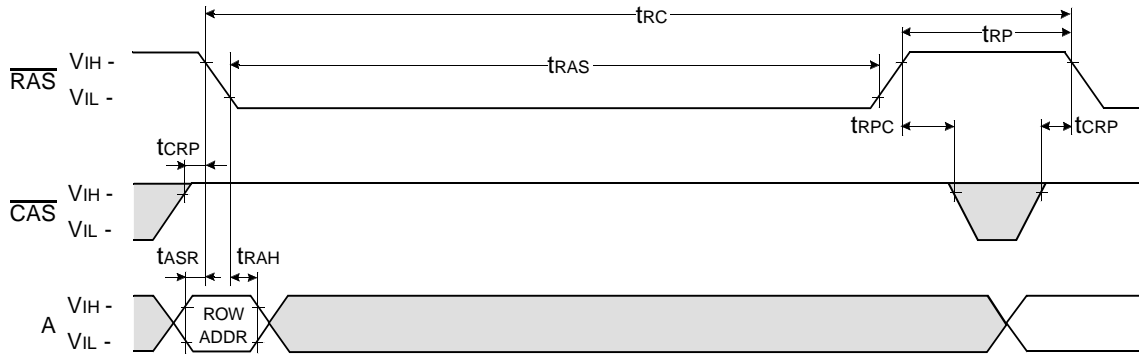 tRC
tRP
RAS
VIH -
VIL -
tRAS
tRPC
tCRP
tCRP
CAS
VIH -
VIL -
tASR
tRAH
A
VIH -
VIL -
ROW
ADDR